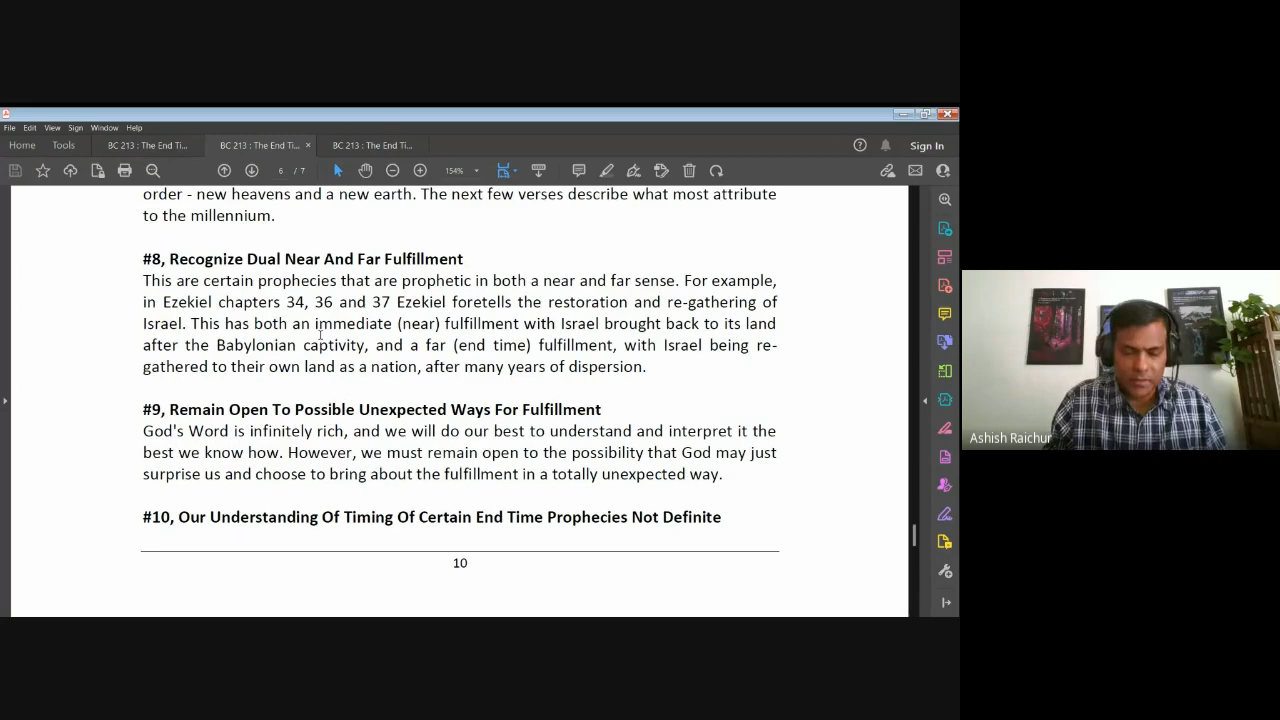 File Edit View Sign Window Help
Home Tools BC 213 : The End Ti... BC 213 : The End Ti... × BC 213 : The End Ti... Sign In
6 / 7 154%
order - new heavens and a new earth. The next few verses describe what most attribute
to the millennium.
#8, Recognize Dual Near And Far Fulfillment
This are certain prophecies that are prophetic in both a near and far sense. For example,
in Ezekiel chapters 34, 36 and 37 Ezekiel foretells the restoration and re-gathering of
Israel. This has both an immediate (near) fulfillment with Israel brought back to its land
after the Babylonian captivity, and a far (end time) fulfillment, with Israel being re-
gathered to their own land as a nation, after many years of dispersion.
#9, Remain Open To Possible Unexpected Ways For Fulfillment
God's Word is infinitely rich, and we will do our best to understand and interpret it the
best we know how. However, we must remain open to the possibility that God may just
surprise us and choose to bring about the fulfillment in a totally unexpected way.
#10, Our Understanding Of Timing Of Certain End Time Prophecies Not Definite
10
Ashish Raichur